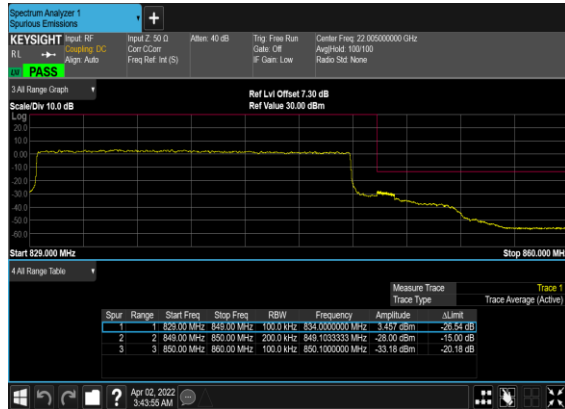 Spectrum Analyzer 1
Spurious Emissions
+
KEYSIGHT Input: RF Input Z: 50 Ω Atten: 40 dB Trig: Free Run Center Freq: 22.005000000 GHz
RL Coupling: DC Corr CCorr Gate: Off Avg|Hold: 100/100
Align: Auto Freq Ref: Int (S) IF Gain: Low Radio Std: None
PASS
3 All Range Graph
Ref Lvl Offset 7.30 dB
Scale/Div 10.0 dB Ref Value 30.00 dBm
Log
20.0
10.0
0.00
-10.0
-20.0
-30.0
-40.0
-50.0
-60.0
Start 829.000 MHz Stop 860.000 MH
4 All Range Table
Measure Trace Trace 1
Trace Type Trace Average (Active)
Spur Range Start Freq Stop Freq RBW Frequency Amplitude ΔLimit
1 1 829.00 MHz 849.00 MHz 100.0 kHz 834.0000000 MHz 3.457 dBm -26.54 dB
2 2 849.00 MHz 850.00 MHz 200.0 kHz 849.1033333 MHz -28.00 dBm -15.00 dB
3 3 850.00 MHz 860.00 MHz 100.0 kHz 850.1000000 MHz -33.18 dBm -20.18 dB
? Apr 02, 2022
3:43:55 AM